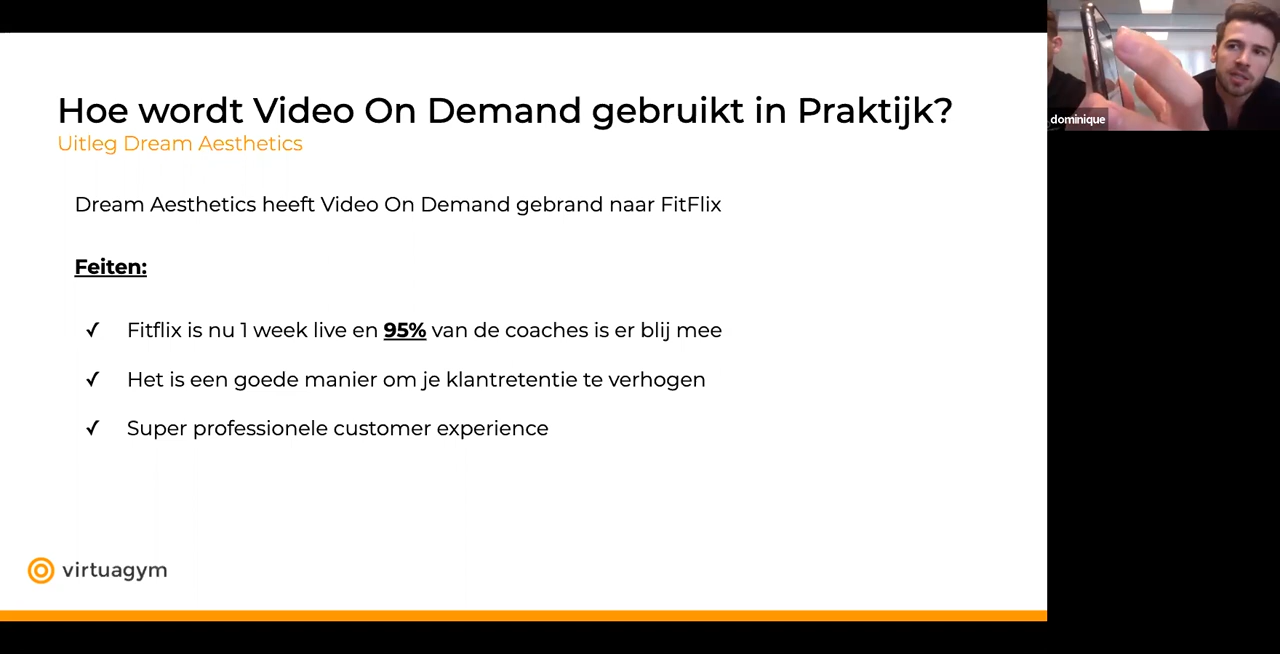 Hoe wordt Video On Demand gebruikt in Praktijk?
Uitleg Dream Aesthetics
Dream Aesthetics heeft Video On Demand gebrand naar FitFlix
Feiten:
✓ Fitflix is nu 1 week live en 95% van de coaches is er blij mee
✓ Het is een goede manier om je klantretentie te verhogen
✓ Super professionele customer experience
virtuagym
dominique